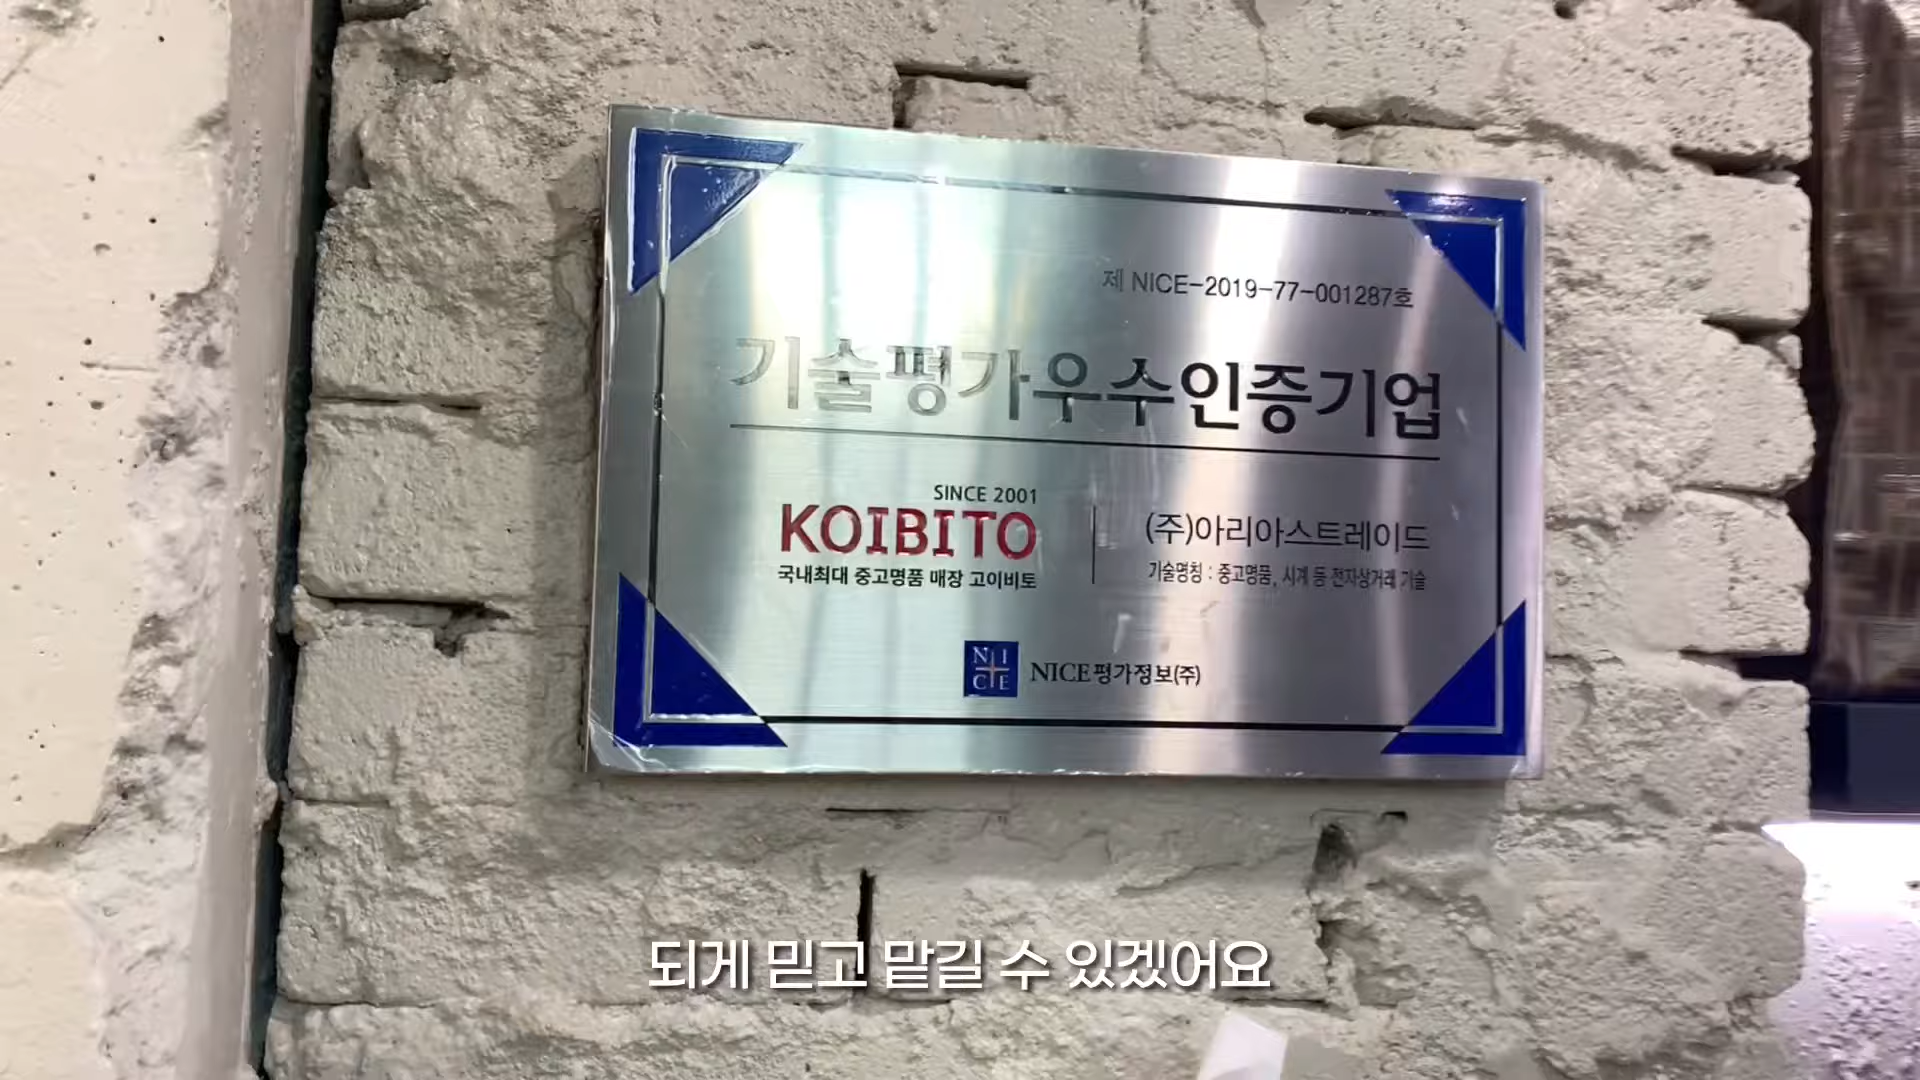 제 NICE-2019-77-001287호
기술평가우수인증기업
SINCE 2001
KOIBITO
국내최대 중고명품 매장 고이비토
(주)아리아스트레이드
기술명칭 : 중고명품, 시계 등 전자상거래 기술
NICE
NICE평가정보(주)
되게 믿고 맡길 수 있겠어요